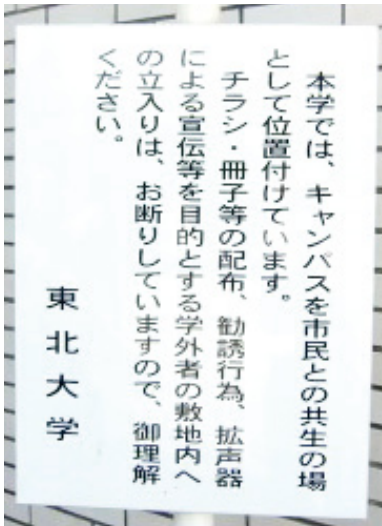 本学では、キャンパスを市民との共生の場
として位置付けています。
チラシ・冊子等の配布、勧誘行為、拡声器
による宣伝等を目的とする学外者の敷地内へ
の立入りは、お断りしていますので、御理解
ください。
東北大学